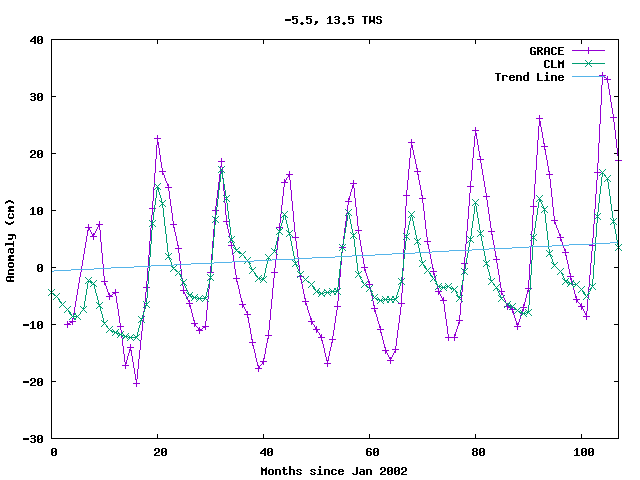 -5.5, 13.5 TWS
GRACE
CLM
Trend Line
40
30
20
10
0
-10
-20
-30
Anomaly (cm)
0 20 40 60 80 100
Months since Jan 2002